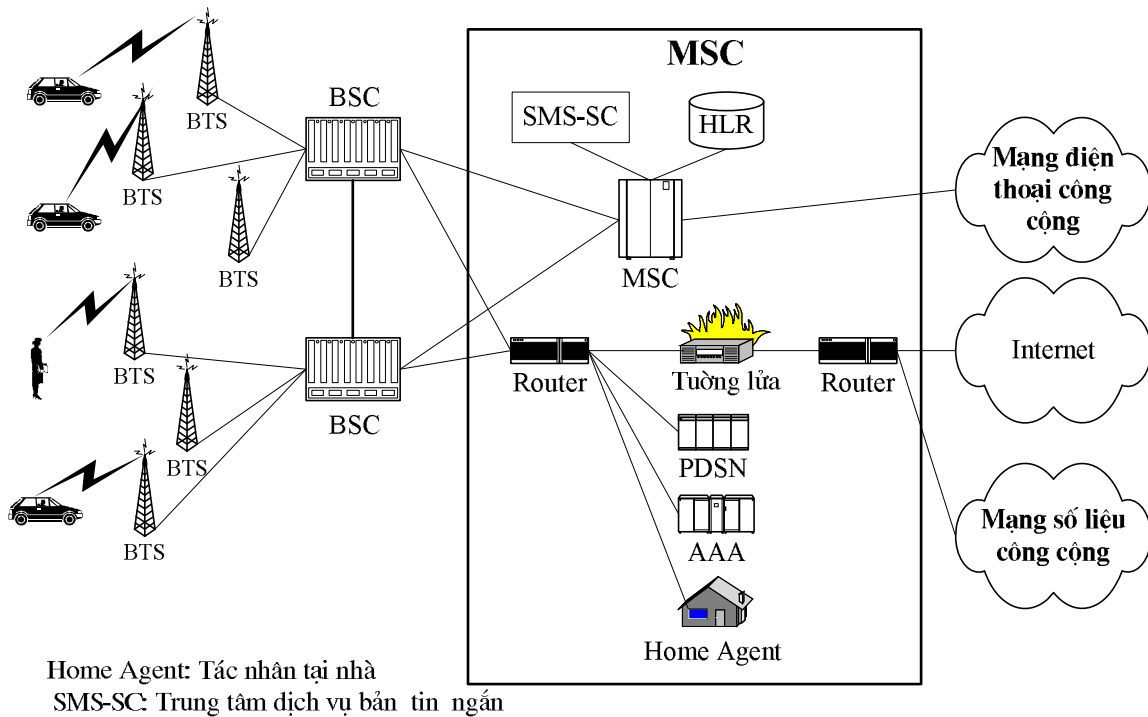 MSC
BSC
SMS-SC
HLR
BTS
BTS
BTS
Mạng điện
thoại công
cộng
MSC
BTS
BTS
BTS
BSC
Router
Tuờng lửa
Router
Internet
PDSN
AAA
Mạng số liệu
công cộng
Home Agent
Home Agent: Tác nhân tại nhà
SMS-SC: Trung tâm dịch vụ bản tin ngắn